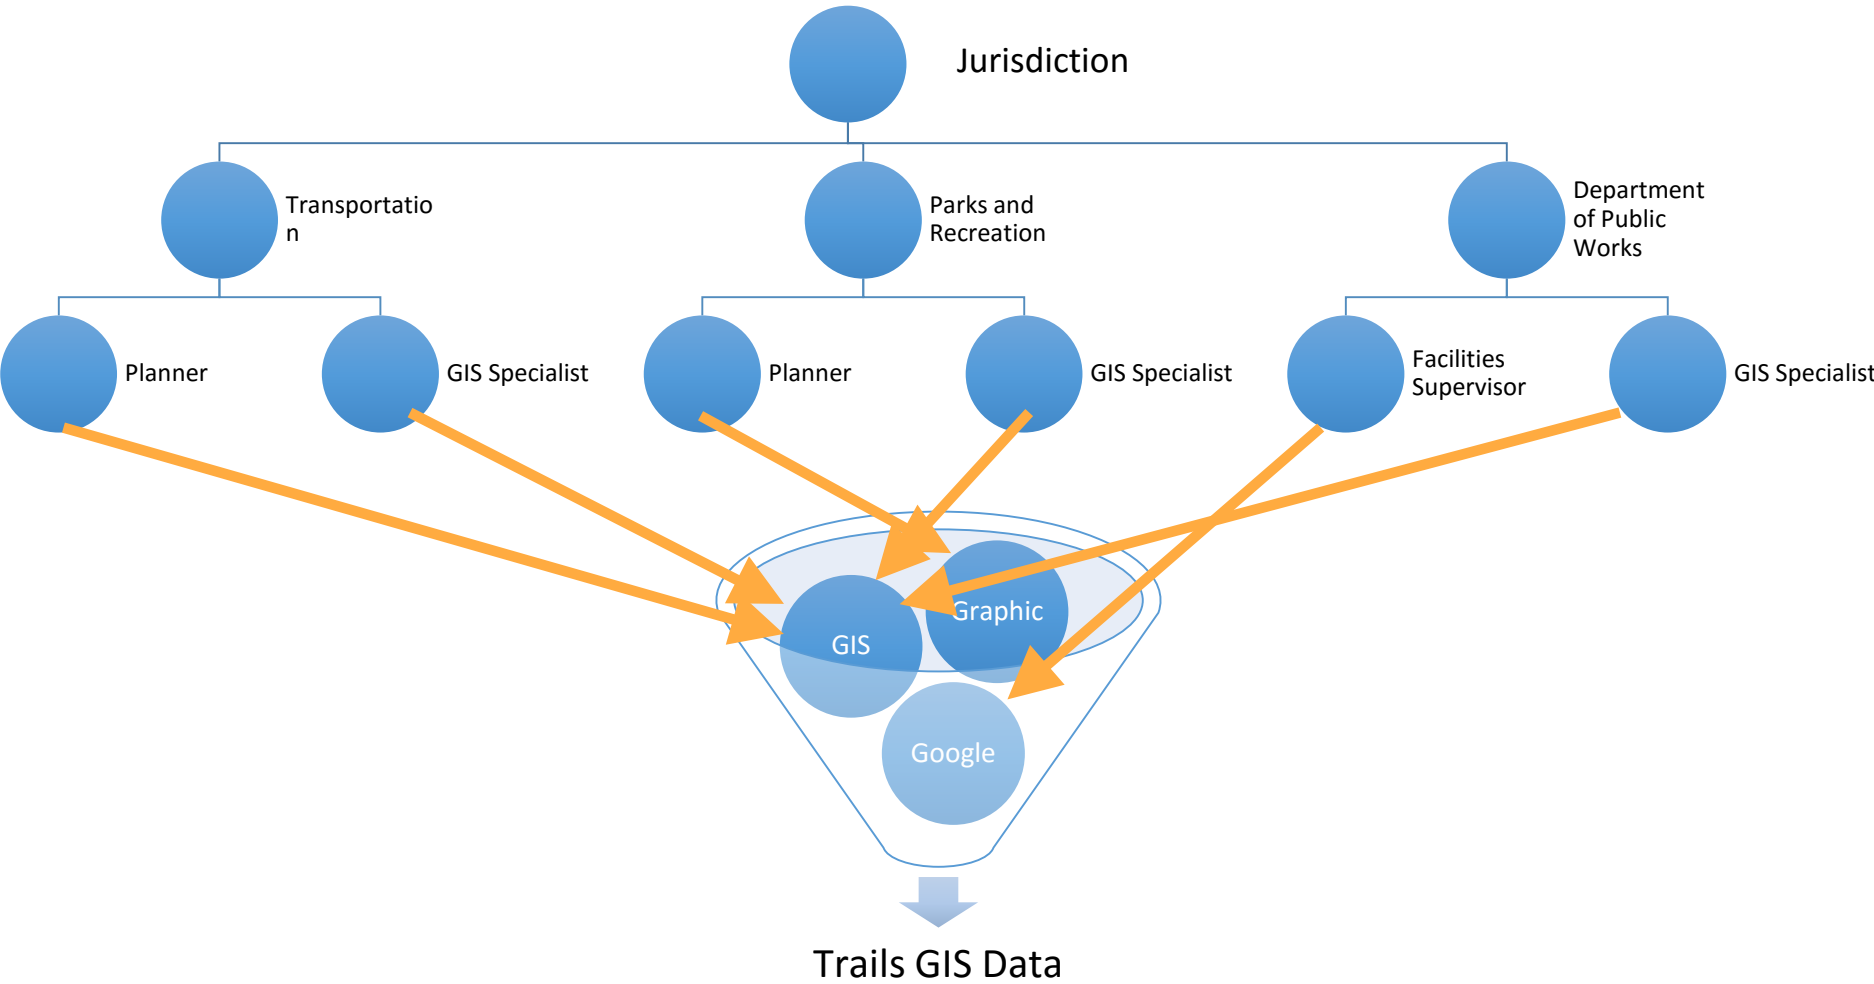 Jurisdiction
Transportatio
n
Parks and
Recreation
Department
of Public
Works
Planner
GIS Specialist
Planner
GIS Specialist
Facilities
Supervisor
GIS Specialist
Graphic
GIS
Google
Trails GIS Data